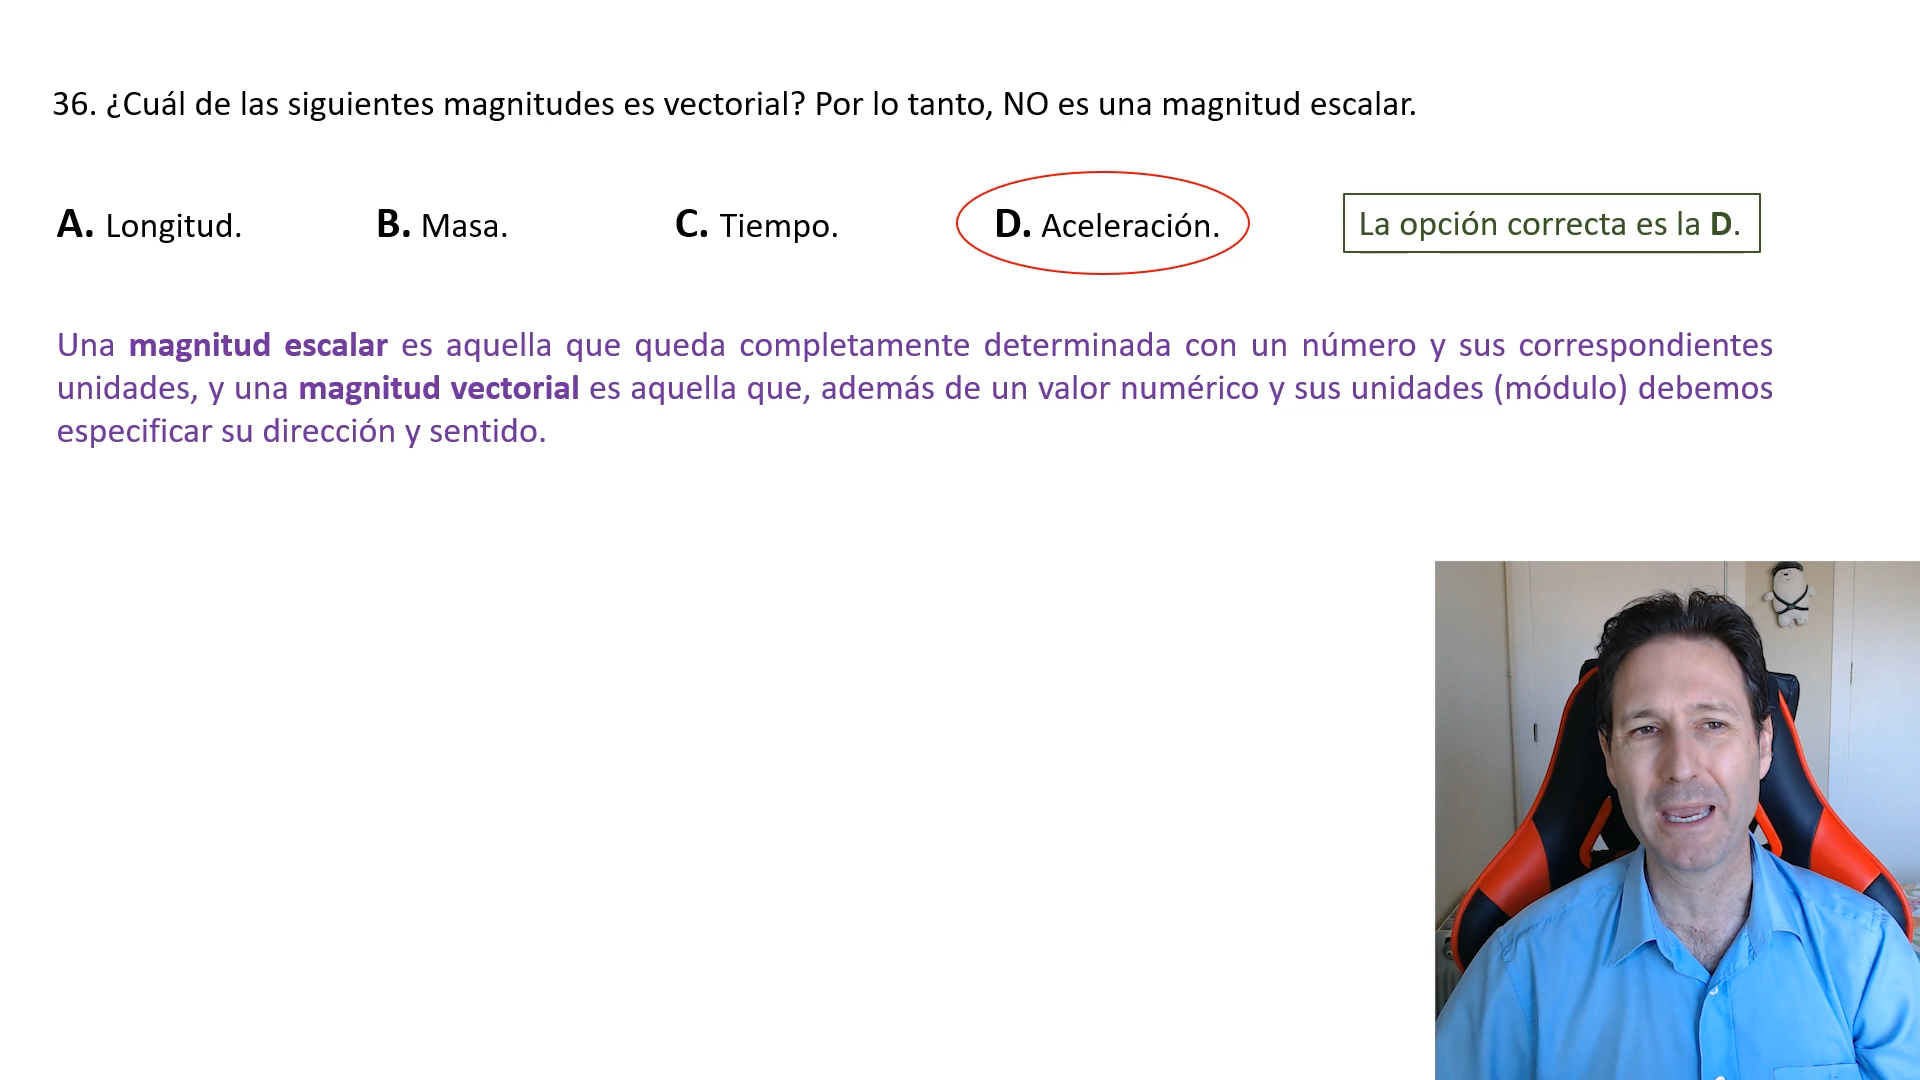 36. ¿Cuál de las siguientes magnitudes es vectorial? Por lo tanto, NO es una magnitud escalar.
A. Longitud. B. Masa. C. Tiempo. D. Aceleración. La opción correcta es la D.
Una magnitud escalar es aquella que queda completamente determinada con un número y sus correspondientes
unidades, y una magnitud vectorial es aquella que, además de un valor numérico y sus unidades (módulo) debemos
especificar su dirección y sentido.